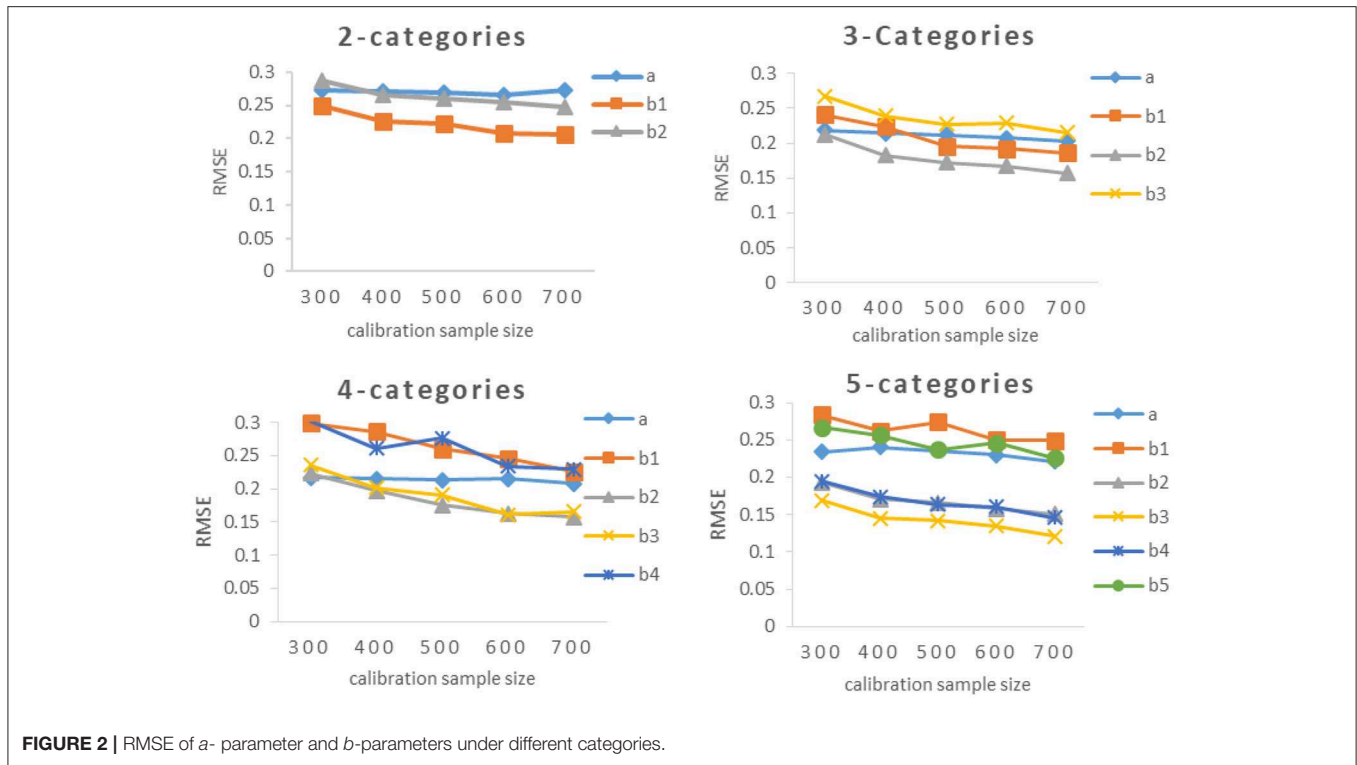 2-categories
0.3
0.25
0.2
0.15
0.1
0.05
0
RMSE
300 400 500 600 700
calibration sample size
a
b1
b2
3-Categories
0.3
0.25
0.2
0.15
0.1
0.05
0
RMSE
300 400 500 600 700
calibration sample size
a
b1
b2
b3
4-categories
0.3
0.25
0.2
0.15
0.1
0.05
0
RMSE
300 400 500 600 700
calibration sample size
a
b1
b2
b3
b4
5-categories
0.3
0.25
0.2
0.15
0.1
0.05
0
RMSE
300 400 500 600 700
calibration sample size
a
b1
b2
b3
b4
b5
FIGURE 2 | RMSE of a- parameter and b-parameters under different categories.